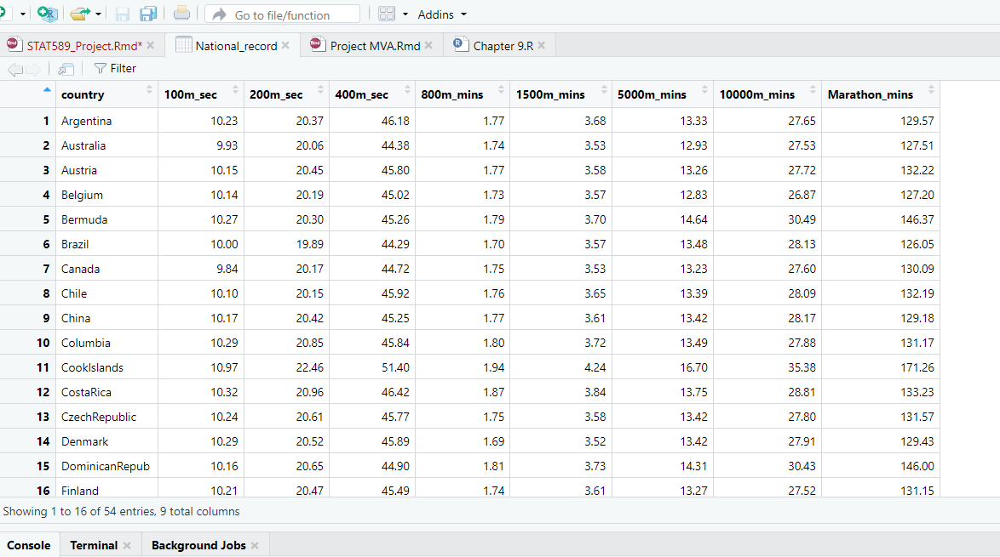 Go to file/function Addins
STAT589_Project.Rmd* National_record Project MVA.Rmd Chapter 9.R
Filter
country 100m_sec 200m_sec 400m_sec 800m_mins 1500m_mins 5000m_mins 10000m_mins Marathon_mins
1 Argentina 10.23 20.37 46.18 1.77 3.68 13.33 27.65 129.57
2 Australia 9.93 20.06 44.38 1.74 3.53 12.93 27.53 127.51
3 Austria 10.15 20.45 45.80 1.77 3.58 13.26 27.72 132.22
4 Belgium 10.14 20.19 45.02 1.73 3.57 12.83 26.87 127.20
5 Bermuda 10.27 20.30 45.26 1.79 3.70 14.64 30.49 146.37
6 Brazil 10.00 19.89 44.29 1.70 3.57 13.48 28.13 126.05
7 Canada 9.84 20.17 44.72 1.75 3.53 13.23 27.60 130.09
8 Chile 10.10 20.15 45.92 1.76 3.65 13.39 28.09 132.19
9 China 10.17 20.42 45.25 1.77 3.61 13.42 28.17 129.18
10 Columbia 10.29 20.85 45.84 1.80 3.72 13.49 27.88 131.17
11 CookIslands 10.97 22.46 51.40 1.94 4.24 16.70 35.38 171.26
12 CostaRica 10.32 20.96 46.42 1.87 3.84 13.75 28.81 133.23
13 CzechRepublic 10.24 20.61 45.77 1.75 3.58 13.42 27.80 131.57
14 Denmark 10.29 20.52 45.89 1.69 3.52 13.42 27.91 129.43
15 DominicanRepub 10.16 20.65 44.90 1.81 3.73 14.31 30.43 146.00
16 Finland 10.21 20.47 45.49 1.74 3.61 13.27 27.52 131.15
Showing 1 to 16 of 54 entries, 9 total columns
Console Terminal Background Jobs